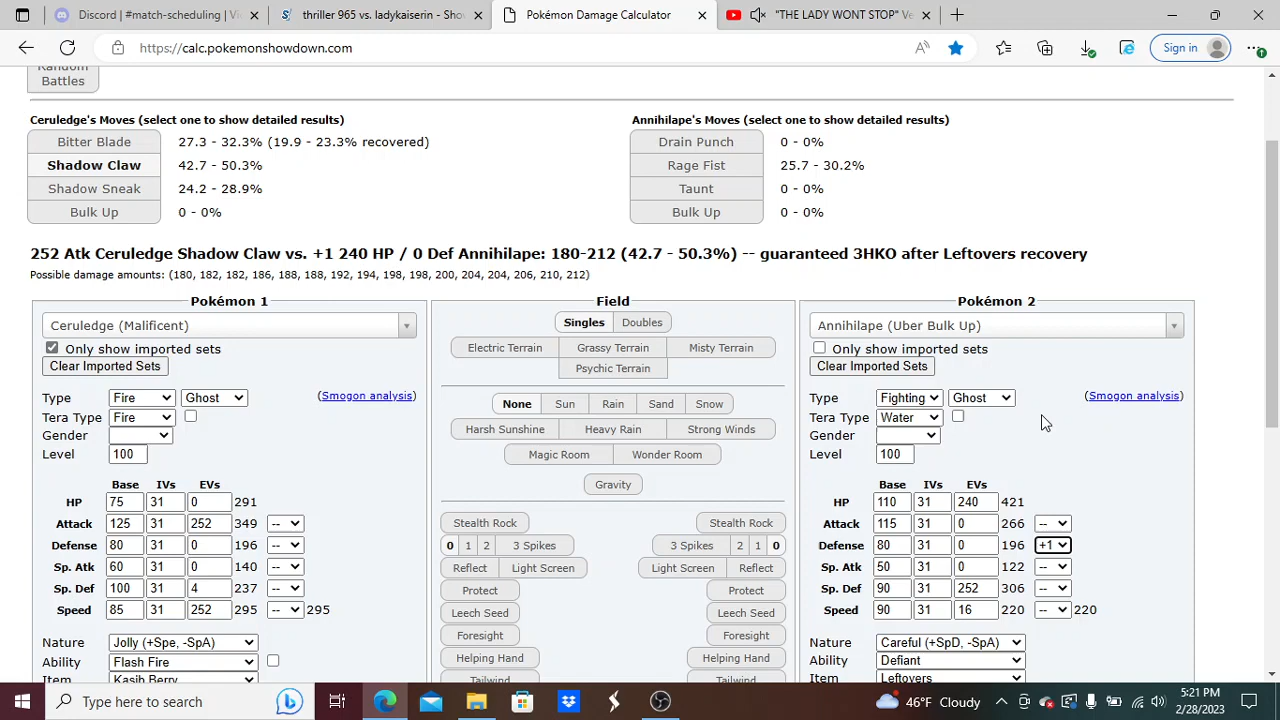 Discord | #match-scheduling | Vi
thriller 965 vs. ladykaiserin - Sho
Pokémon Damage Calculator
"THE LADY WONT STOP" Ve
https://calc.pokemonshowdown.com
Sign in
Random
Battles
Ceruledge's Moves (select one to show detailed results)
Bitter Blade 27.3 - 32.3% (19.9 - 23.3% recovered)
Shadow Claw 42.7 - 50.3%
Shadow Sneak 24.2 - 28.9%
Bulk Up 0 - 0%
Annihilape's Moves (select one to show detailed results)
Drain Punch 0 - 0%
Rage Fist 25.7 - 30.2%
Taunt 0 - 0%
Bulk Up 0 - 0%
252 Atk Ceruledge Shadow Claw vs. +1 240 HP / 0 Def Annihilape: 180-212 (42.7 - 50.3%) -- guaranteed 3HKO after Leftovers recovery
Possible damage amounts: (180, 182, 182, 186, 188, 188, 192, 194, 198, 198, 200, 204, 204, 206, 210, 212)
Pokémon 1
Ceruledge (Malificent)
Only show imported sets
Clear Imported Sets
Type Fire Ghost (Smogon analysis)
Tera Type Fire
Gender
Level 100
Base IVs EVs
HP 75 31 0 291
Attack 125 31 252 349 --
Defense 80 31 0 196 --
Sp. Atk 60 31 0 140 --
Sp. Def 100 31 4 237 --
Speed 85 31 252 295 -- 295
Nature Jolly (+Spe, -SpA)
Ability Flash Fire
Item Kasib Berry
Field
Singles Doubles
Electric Terrain Grassy Terrain Misty Terrain
Psychic Terrain
None Sun Rain Sand Snow
Harsh Sunshine Heavy Rain Strong Winds
Magic Room Wonder Room
Gravity
Stealth Rock Stealth Rock
0 1 2 3 Spikes 3 Spikes 2 1 0
Reflect Light Screen Light Screen Reflect
Protect Protect
Leech Seed Leech Seed
Foresight Foresight
Helping Hand Helping Hand
Tailwind Tailwind
Pokémon 2
Annihilape (Uber Bulk Up)
Only show imported sets
Clear Imported Sets
Type Fighting Ghost (Smogon analysis)
Tera Type Water
Gender
Level 100
Base IVs EVs
HP 110 31 240 421
Attack 115 31 0 266 --
Defense 80 31 0 196 +1
Sp. Atk 50 31 0 122 --
Sp. Def 90 31 252 306 --
Speed 90 31 16 220 -- 220
Nature Careful (+SpD, -SpA)
Ability Defiant
Item Leftovers
Type here to search
46°F Cloudy
5:21 PM
2/28/2023